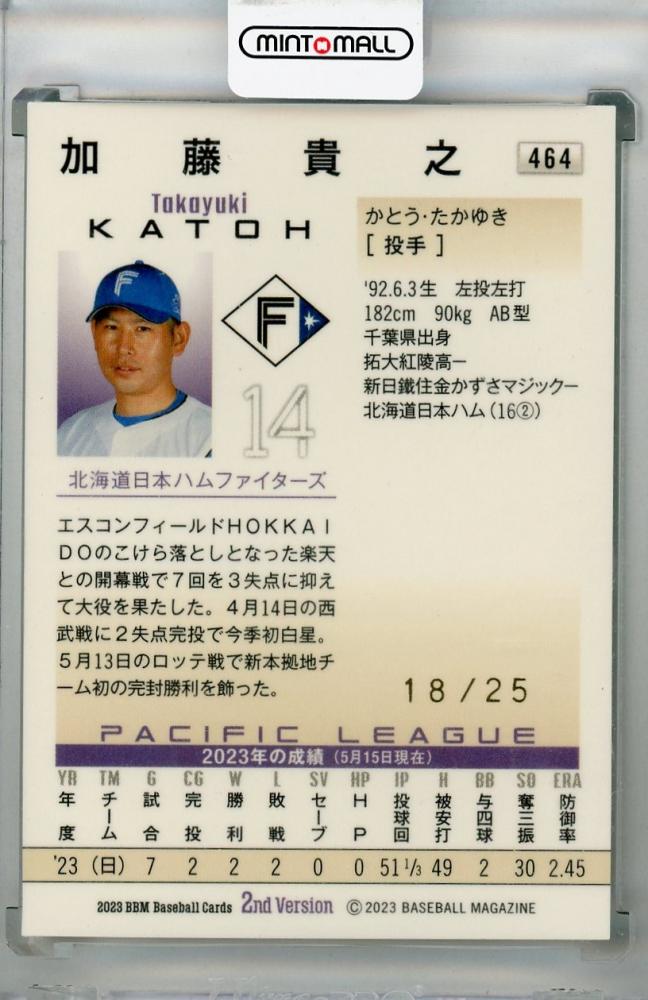 MINT MALL
加藤貴之
464
Takayuki
KATOH
かとう・たかゆき
[ 投手 ]
'92.6.3生 左投左打
182cm 90kg AB型
千葉県出身
拓大紅陵高ー
新日鐵住金かずさマジックー
北海道日本ハム(16②)
F
F
14
北海道日本ハムファイターズ
エスコンフィールドHOKKAI
DOのこけら落としとなった楽天
との開幕戦で7回を3失点に抑え
て大役を果たした。4月14日の西
武戦に2失点完投で今季初白星。
5月13日のロッテ戦で新本拠地チ
ーム初の完封勝利を飾った。
18/25
PACIFIC LEAGUE
2023年の成績(5月15日現在)
YR TM G CG W L SV HP IP H BB SO ERA
年度 チーム 試合 完投 勝利 敗戦 セーブ HP 投球回 被安打 与四球 奪三振 防御率
'23 (日) 7 2 2 2 0 0 51 1/3 49 2 30 2.45
2023 BBM Baseball Cards 2nd Version ©2023 BASEBALL MAGAZINE